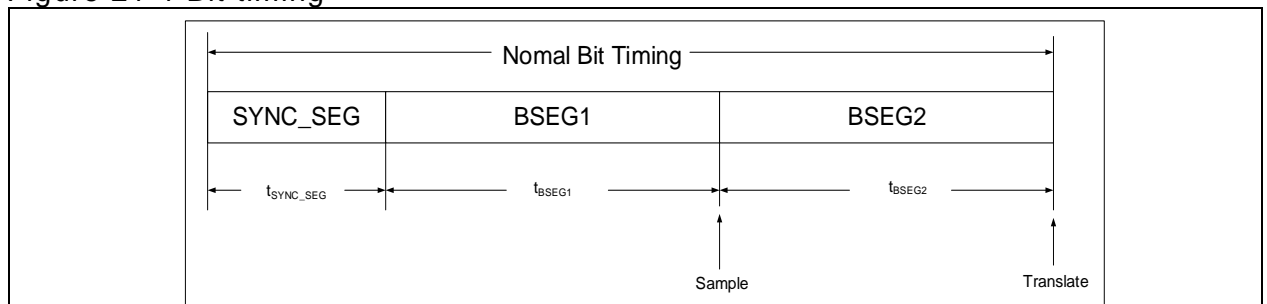 Figure 21-1 Bit timing
Nomal Bit Timing
SYNC_SEG BSEG1 BSEG2
tSYNC_SEG tBSEG1 tBSEG2
Sample Translate